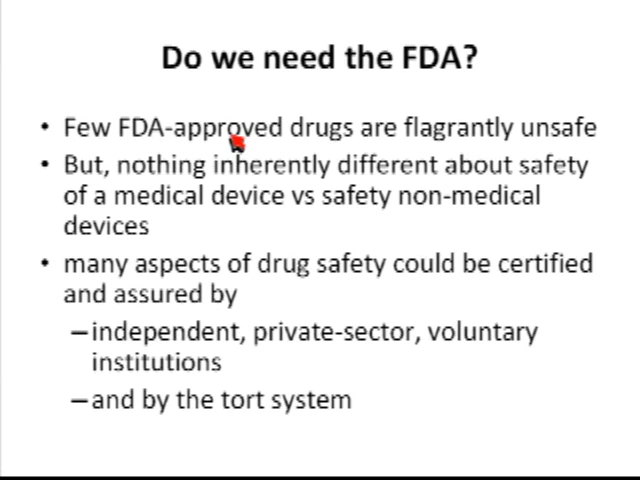 Do we need the FDA?
• Few FDA-approved drugs are flagrantly unsafe
• But, nothing inherently different about safety
of a medical device vs safety non-medical
devices
• many aspects of drug safety could be certified
and assured by
– independent, private-sector, voluntary
institutions
– and by the tort system